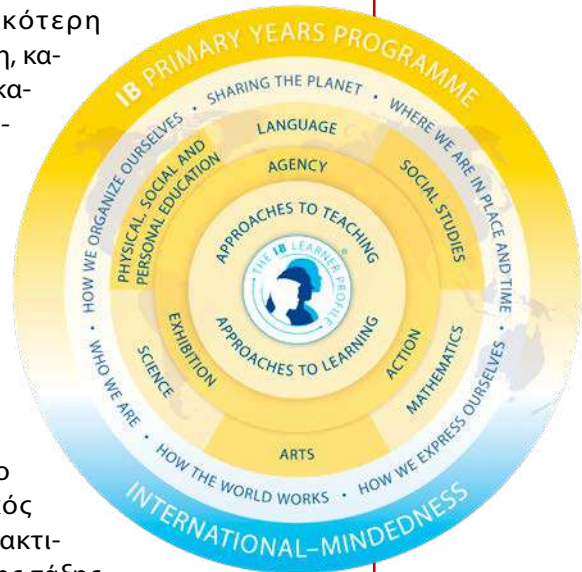 κότερη
η, κα-
κα-
-
IB PRIMARY YEARS PROGRAMME
SHARING THE PLANET •
WHERE WE ARE IN PLACE AND TIME •
HOW WE EXPRESS OURSELVES •
HOW THE WORLD WORKS •
WHO WE ARE •
HOW WE ORGANIZE OURSELVES •
LANGUAGE
SOCIAL STUDIES
MATHEMATICS
ARTS
SCIENCE
PHYSICAL, SOCIAL AND
PERSONAL EDUCATION
AGENCY
ACTION
EXHIBITION
APPROACHES TO TEACHING
THE IB LEARNER PROFILE
®
APPROACHES TO LEARNING
INTERNATIONAL–MINDEDNESS
ο
κός
ακτι-